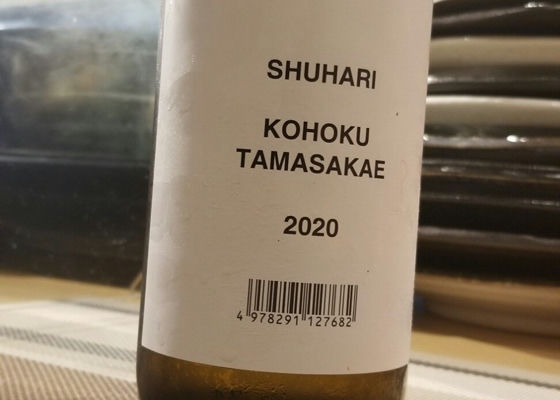 SHUHARI
KOHOKU
TAMASAKAE
2020
4 978291 127682